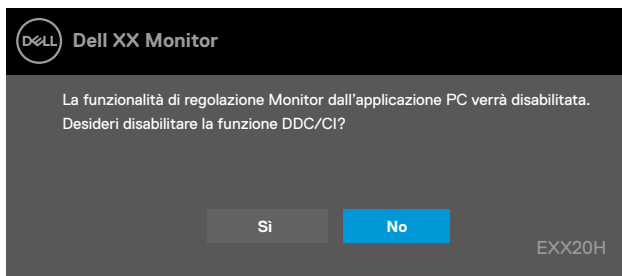 DELL Dell XX Monitor
La funzionalità di regolazione Monitor dall'applicazione PC verrà disabilitata.
Desideri disabilitare la funzione DDC/CI?
Sì No
EXX20H